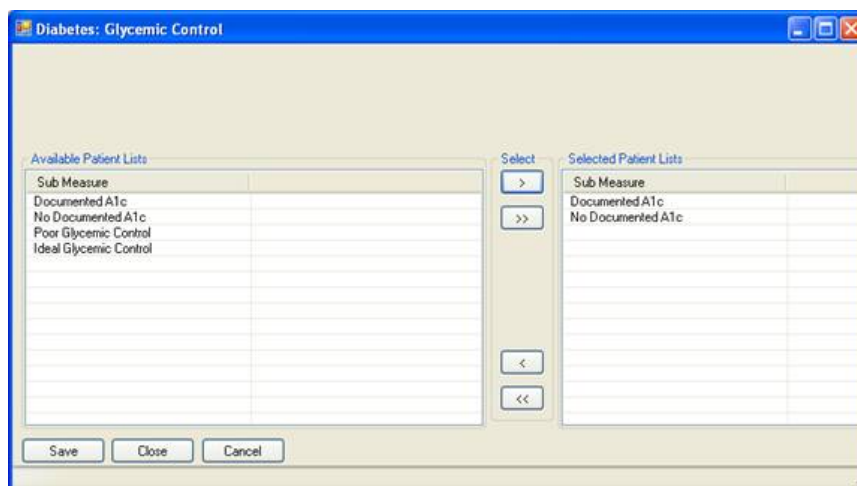 Diabetes: Glycemic Control
Available Patient Lists
Sub Measure
Documented A1c
No Documented A1c
Poor Glycemic Control
Ideal Glycemic Control
Select
>
>>
<
<<
Selected Patient Lists
Sub Measure
Documented A1c
No Documented A1c
Save Close Cancel